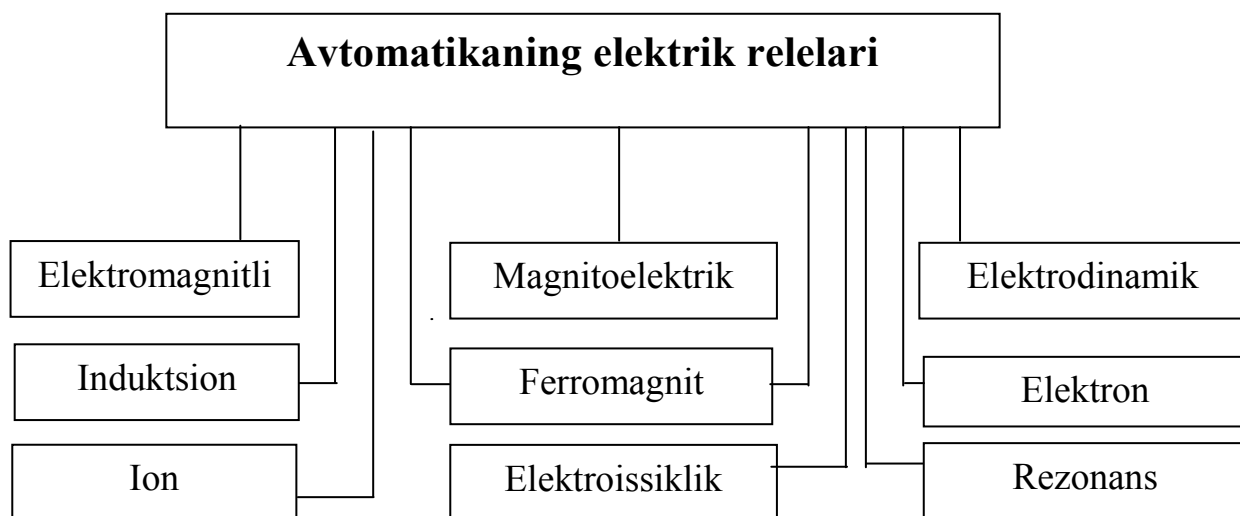 Avtomatikaning elektrik relelari
Elektromagnitli
Magnitoelektrik
Elektrodinamik
Induktsion
Ferromagnit
Elektron
Ion
Elektroissiklik
Rezonans